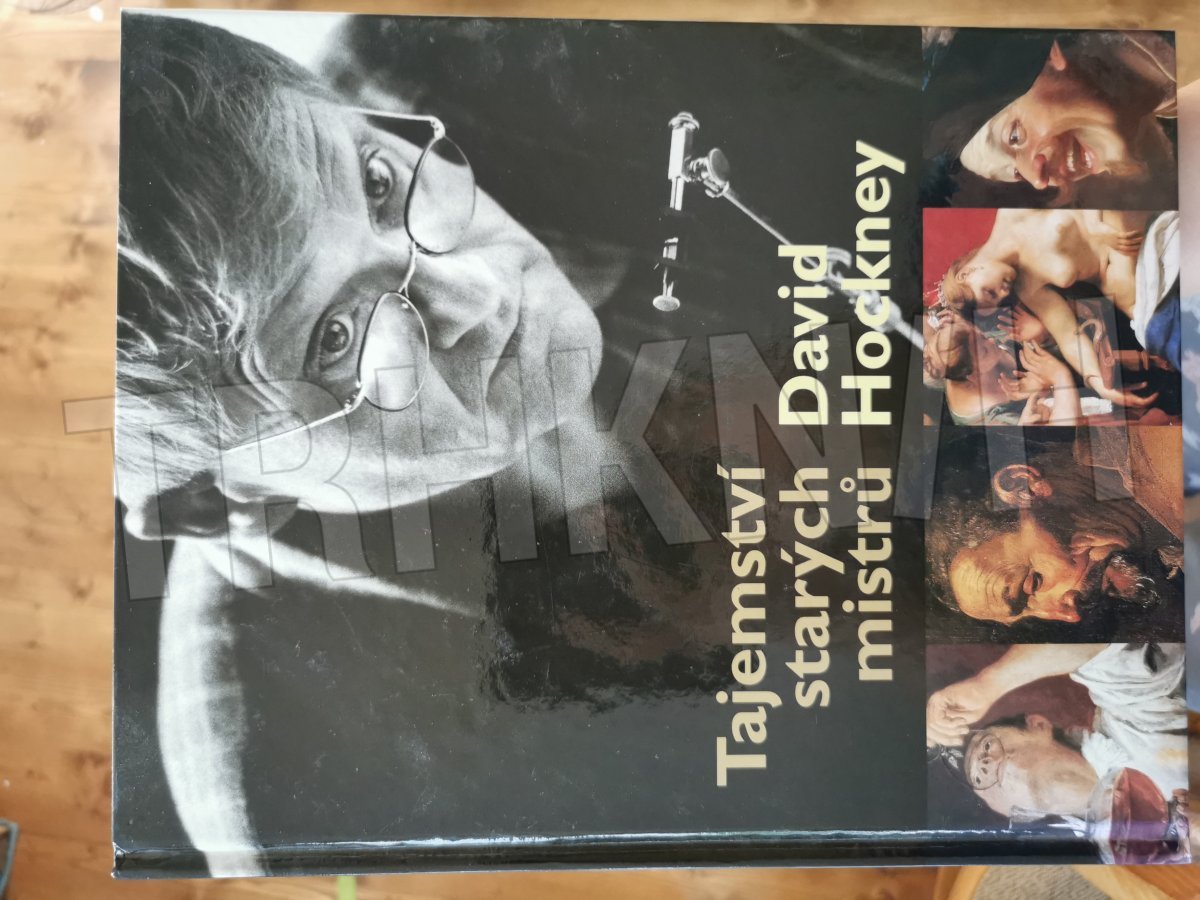 Tajemství
starých David
mistrů Hockney
TRHKNIH